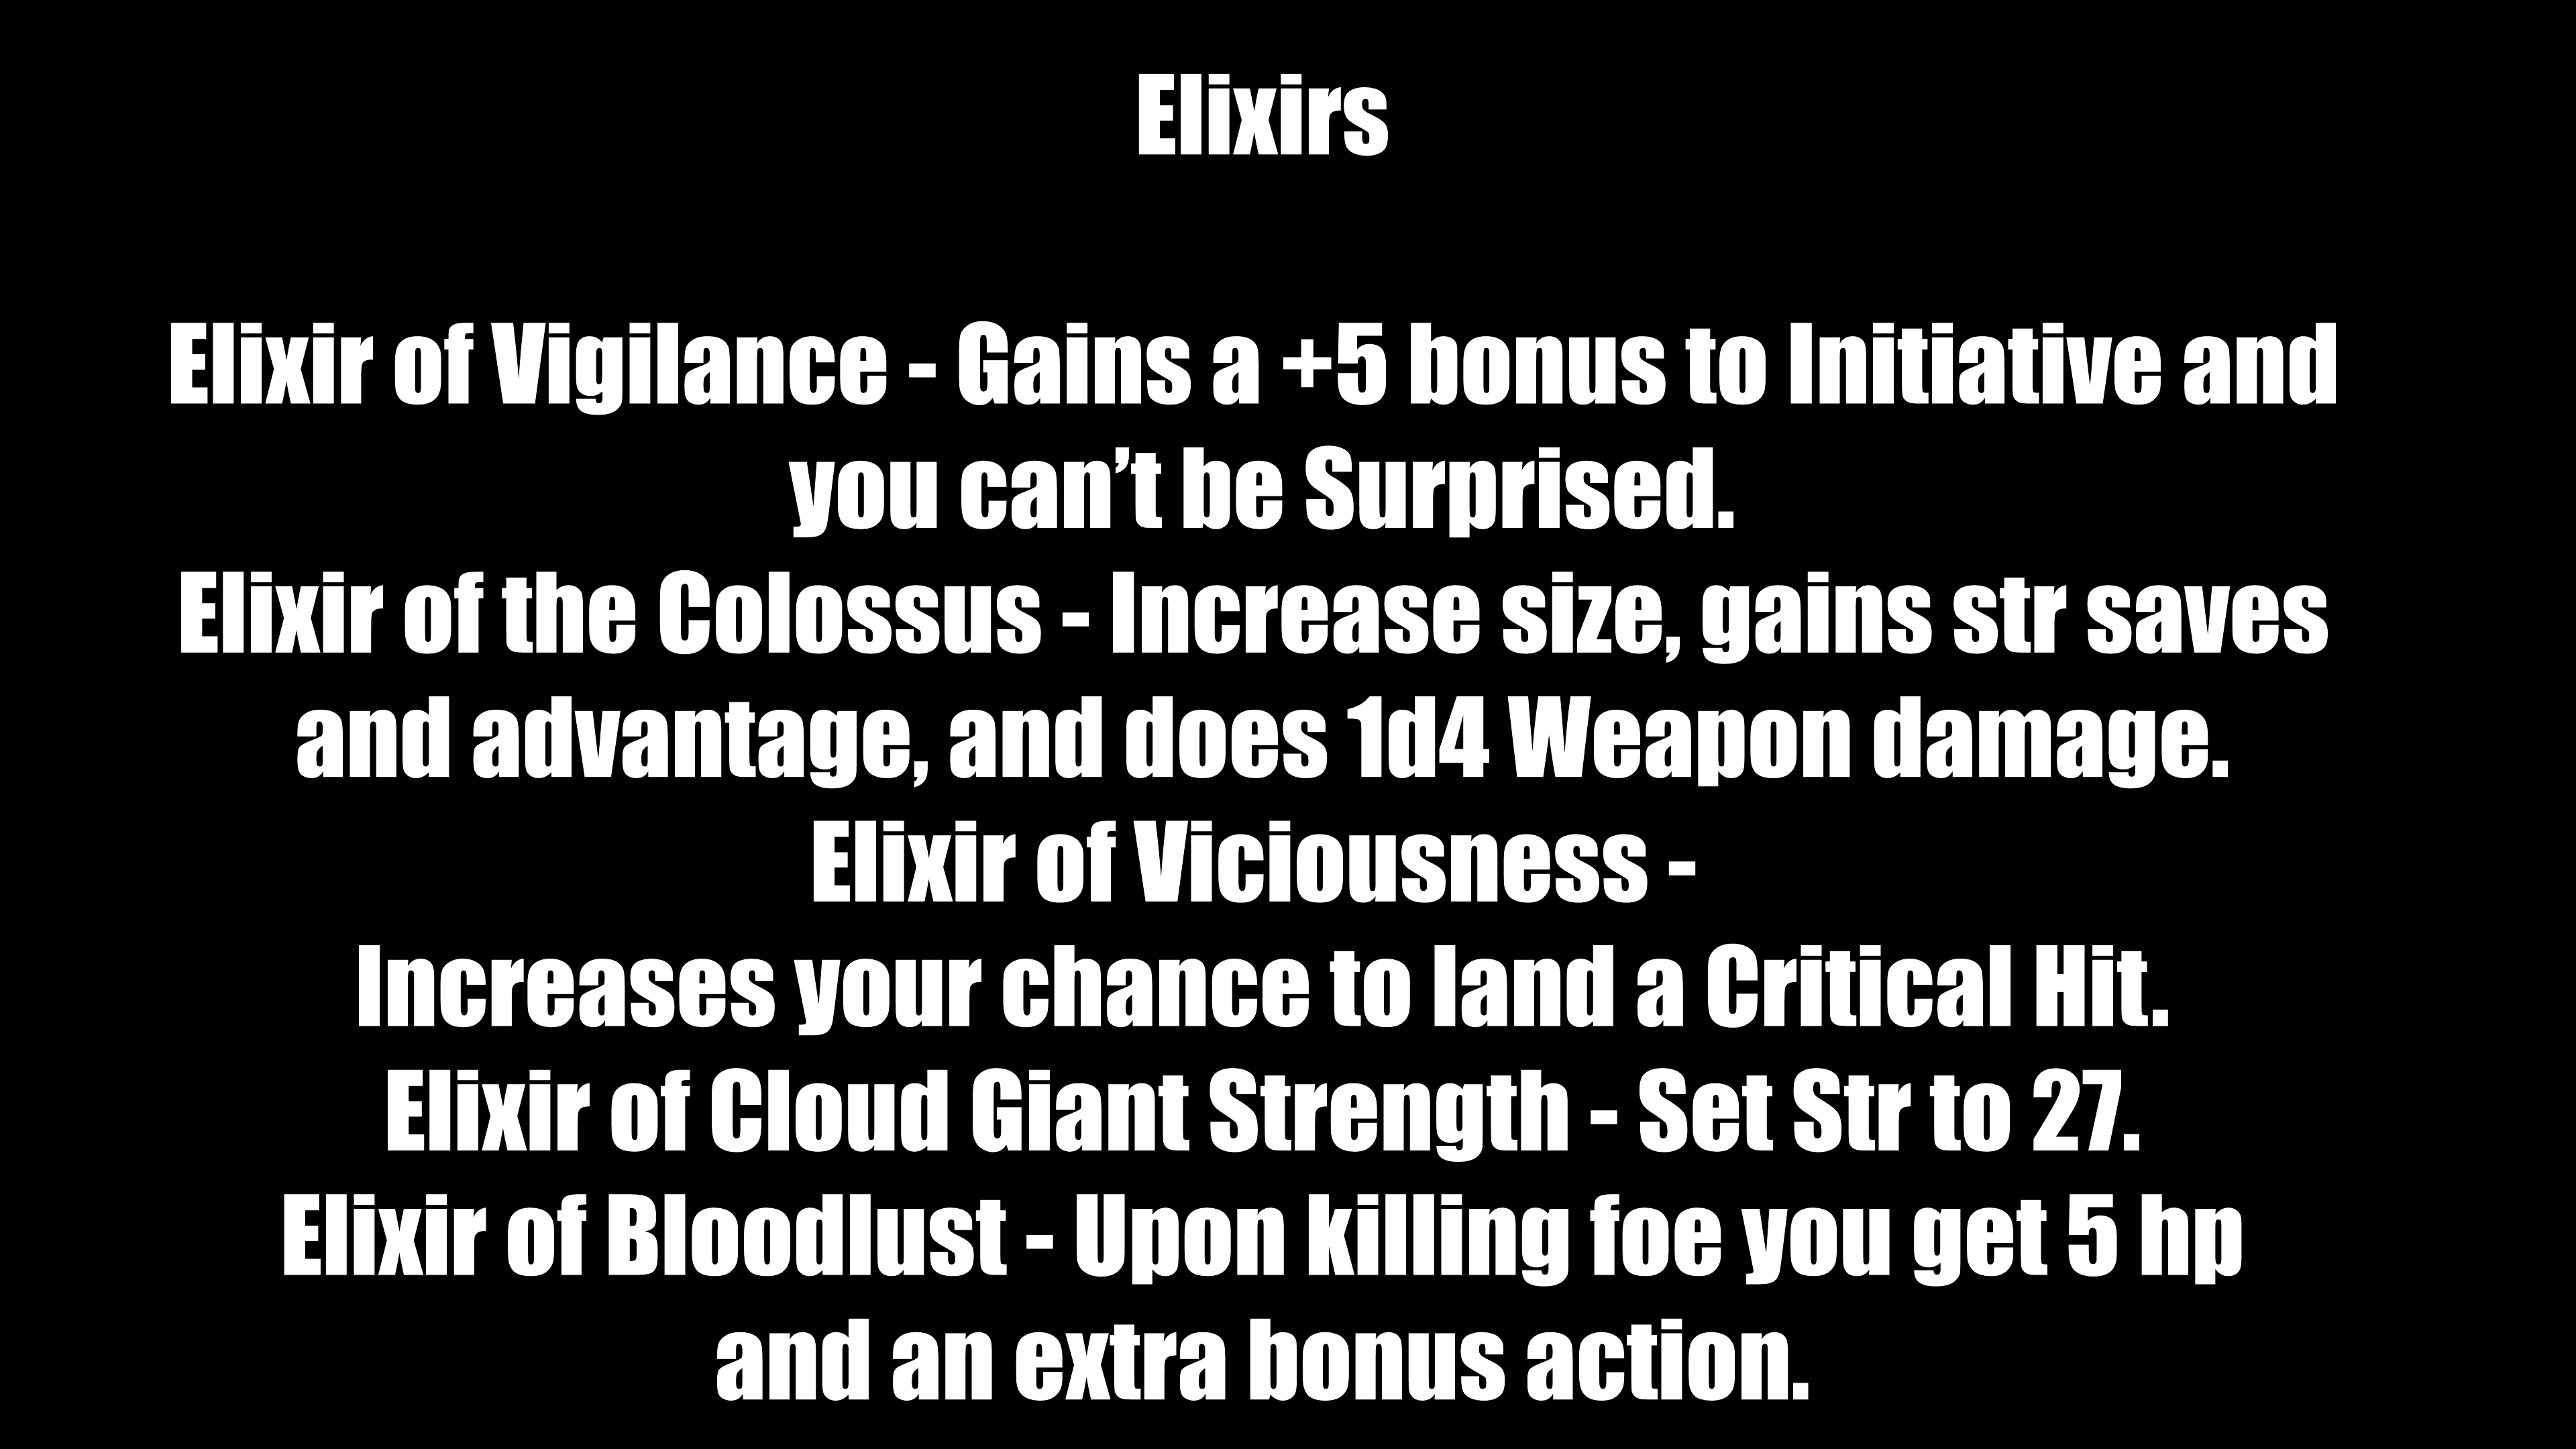 Elixirs
Elixir of Vigilance - Gains a +5 bonus to Initiative and
you can’t be Surprised.
Elixir of the Colossus - Increase size, gains str saves
and advantage, and does 1d4 Weapon damage.
Elixir of Viciousness -
Increases your chance to land a Critical Hit.
Elixir of Cloud Giant Strength - Set Str to 27.
Elixir of Bloodlust - Upon killing foe you get 5 hp
and an extra bonus action.